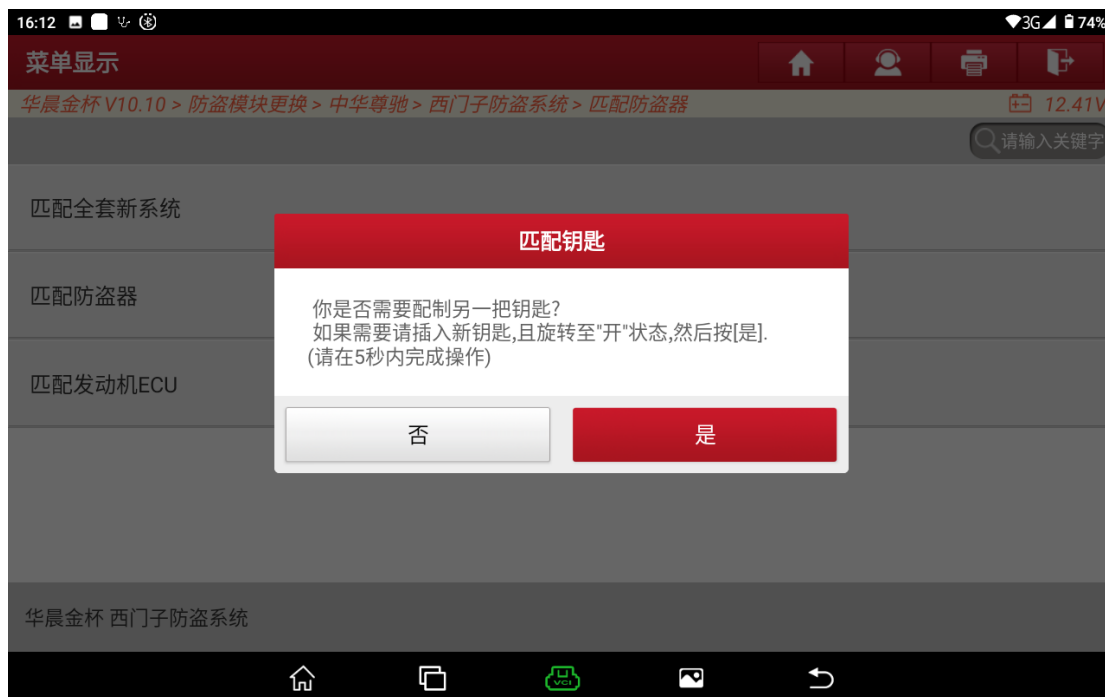 16:12 3G 74%
菜单显示
华晨金杯 V10.10 > 防盗模块更换 > 中华尊驰 > 西门子防盗系统 > 匹配防盗器 12.41V
请输入关键字
匹配全套新系统
匹配钥匙
匹配防盗器
你是否需要配制另一把钥匙?
如果需要请插入新钥匙,且旋转至"开"状态,然后按[是].
(请在5秒内完成操作)
匹配发动机ECU
否 是
华晨金杯 西门子防盗系统
VCI